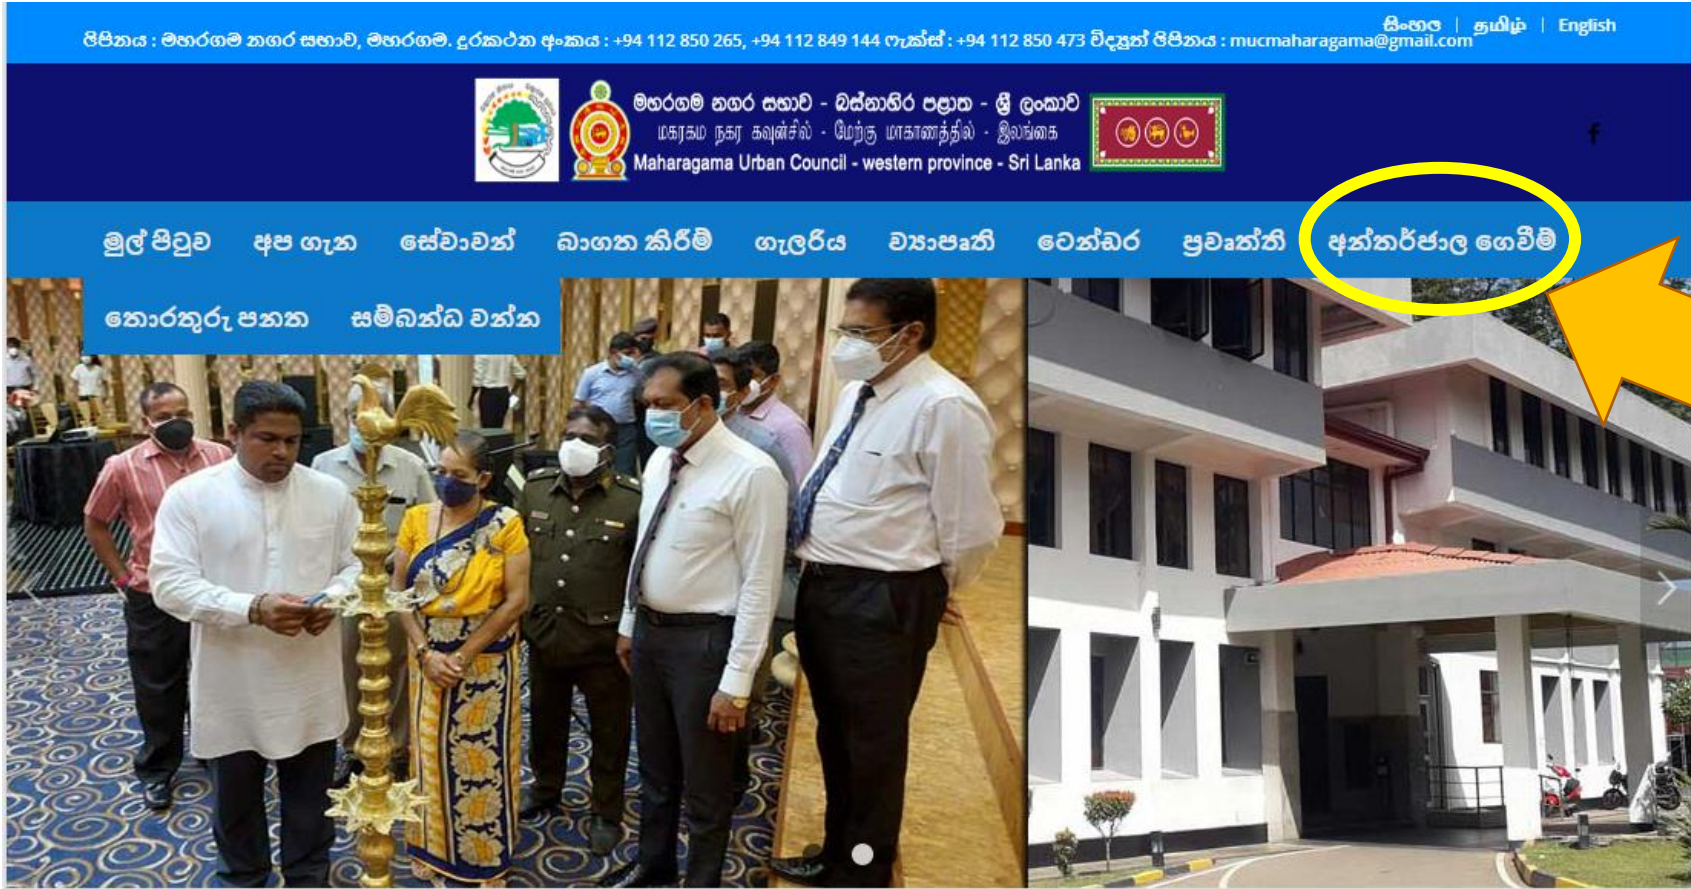 සිංහල | தமிழ் | English
ලිපිනය : මහරගම නගර සභාව, මහරගම. දුරකථන අංකය : +94 112 850 265, +94 112 849 144 ෆැක්ස් : +94 112 850 473 විද්‍යුත් ලිපිනය : mucmaharagama@gmail.com
මහරගම නගර සභාව - බස්නාහිර පළාත - ශ්‍රී ලංකාව
மகரகம நகர கவுன்சில் - மேற்கு மாகாணத்தில் - இலங்கை
Maharagama Urban Council - western province - Sri Lanka
මුල් පිටුව අප ගැන සේවාවන් බාගත කිරීම් ගැලරිය ව්‍යාපෘති ටෙන්ඩර ප්‍රවෘත්ති අන්තර්ජාල ගෙවීම්
තොරතුරු පනත සම්බන්ධ වන්න